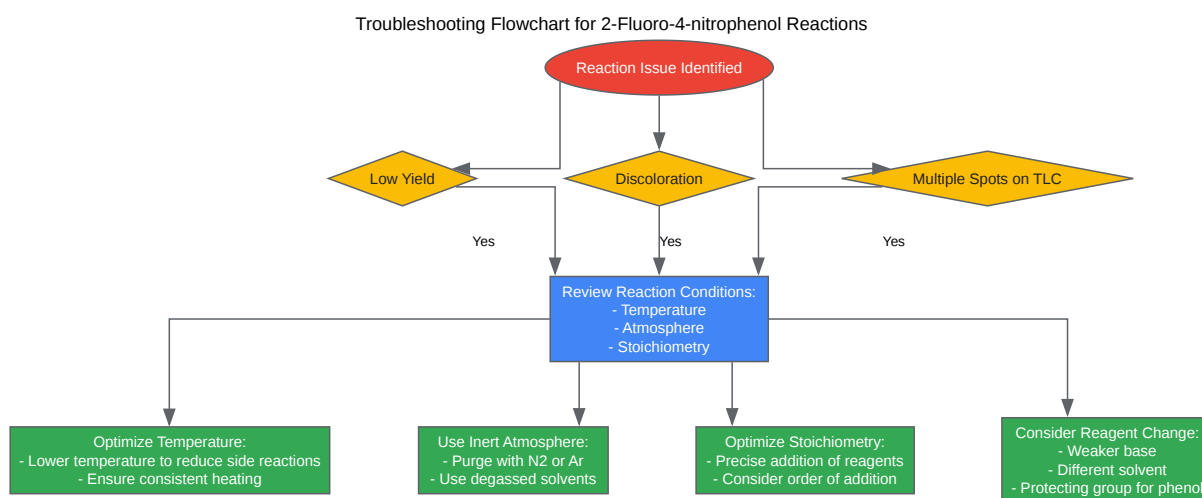 Troubleshooting Flowchart for 2-Fluoro-4-nitrophenol Reactions
Reaction Issue Identified
Low Yield
Discoloration
Multiple Spots on TLC
Yes
Yes
Yes
Review Reaction Conditions:
- Temperature
- Atmosphere
- Stoichiometry
Optimize Temperature:
- Lower temperature to reduce side reactions
- Ensure consistent heating
Use Inert Atmosphere:
- Purge with N2 or Ar
- Use degassed solvents
Optimize Stoichiometry:
- Precise addition of reagents
- Consider order of addition
Consider Reagent Change:
- Weaker base
- Different solvent
- Protecting group for phenol